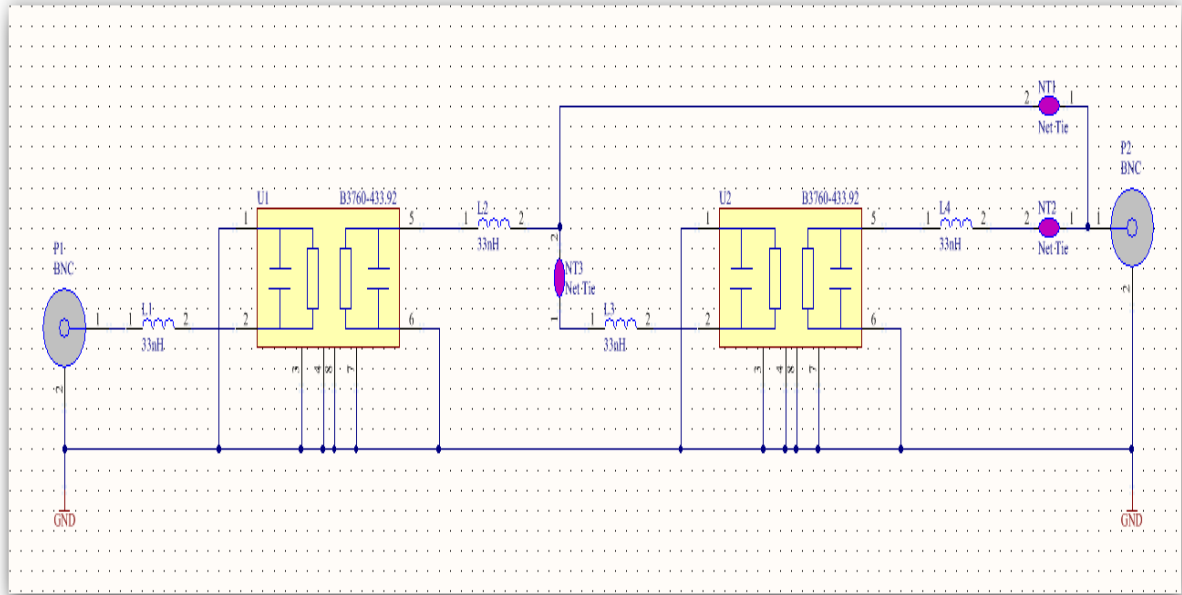 NT1
2 1
Net Tie
P2
BNC
U1 B3760-433.92
U2 B3760-433.92
1 5
1 L2 2
33nH
1 5
1 L4 2
33nH
2 NT2 1
Net Tie
1
P1
BNC
2
NT3
Net Tie
1
2
1 1 L1 2
33nH
2 6
1 L3 2
33nH
2 6
3 4 8 7
3 4 8 7
2
GND
GND